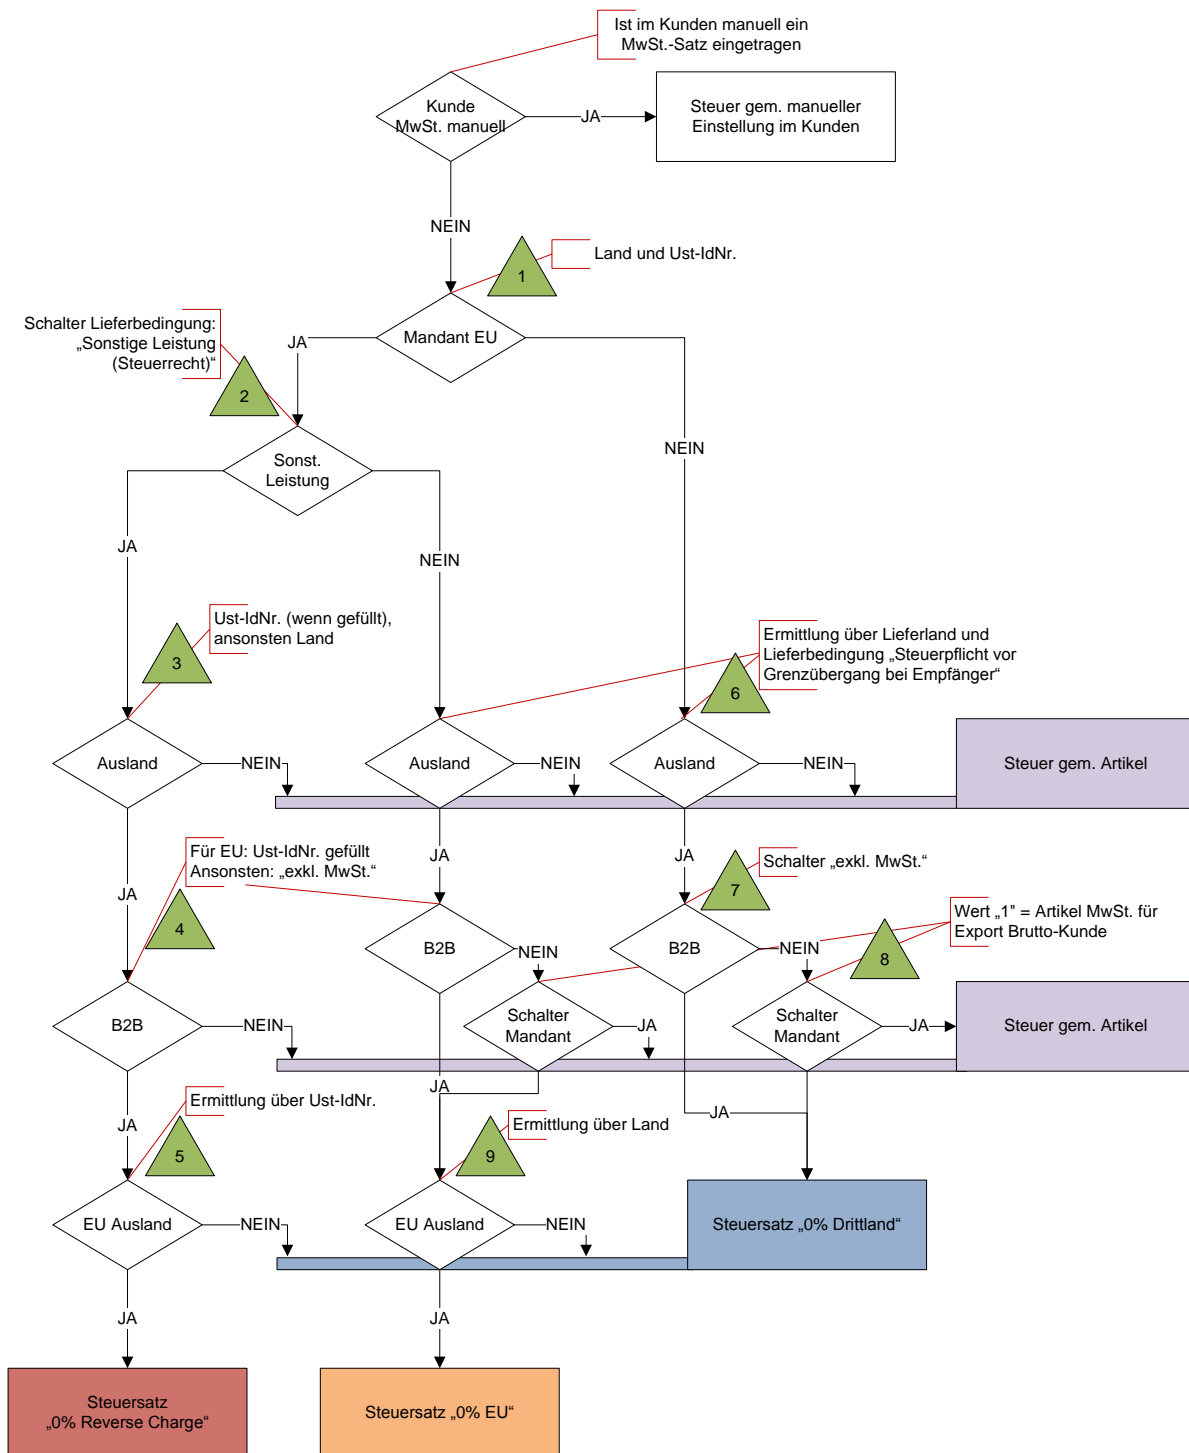 Ist im Kunden manuell ein
MwSt.-Satz eingetragen
Kunde
MwSt. manuell
JA
Steuer gem. manueller
Einstellung im Kunden
NEIN
1
Land und Ust-IdNr.
Schalter Lieferbedingung:
„Sonstige Leistung
(Steuerrecht)“
JA
Mandant EU
2
NEIN
Sonst.
Leistung
JA
NEIN
Ust-IdNr. (wenn gefüllt),
ansonsten Land
3
Ermittlung über Lieferland und
Lieferbedingung „Steuerpflicht vor
Grenzübergang bei Empfänger“
6
Ausland
NEIN
Ausland
NEIN
Ausland
NEIN
Steuer gem. Artikel
Für EU: Ust-IdNr. gefüllt
Ansonsten: „exkl. MwSt.“
JA
JA
Schalter „exkl. MwSt.“
JA
7
4
Wert „1" = Artikel MwSt. für
Export Brutto-Kunde
B2B
NEIN
B2B
NEIN
8
B2B
NEIN
Schalter
Mandant
JA
Schalter
Mandant
JA
Steuer gem. Artikel
JA
Ermittlung über Ust-IdNr.
JA
JA
Ermittlung über Land
5
9
EU Ausland
NEIN
EU Ausland
NEIN
Steuersatz „0% Drittland“
JA
JA
Steuersatz
„0% Reverse Charge“
Steuersatz „0% EU“